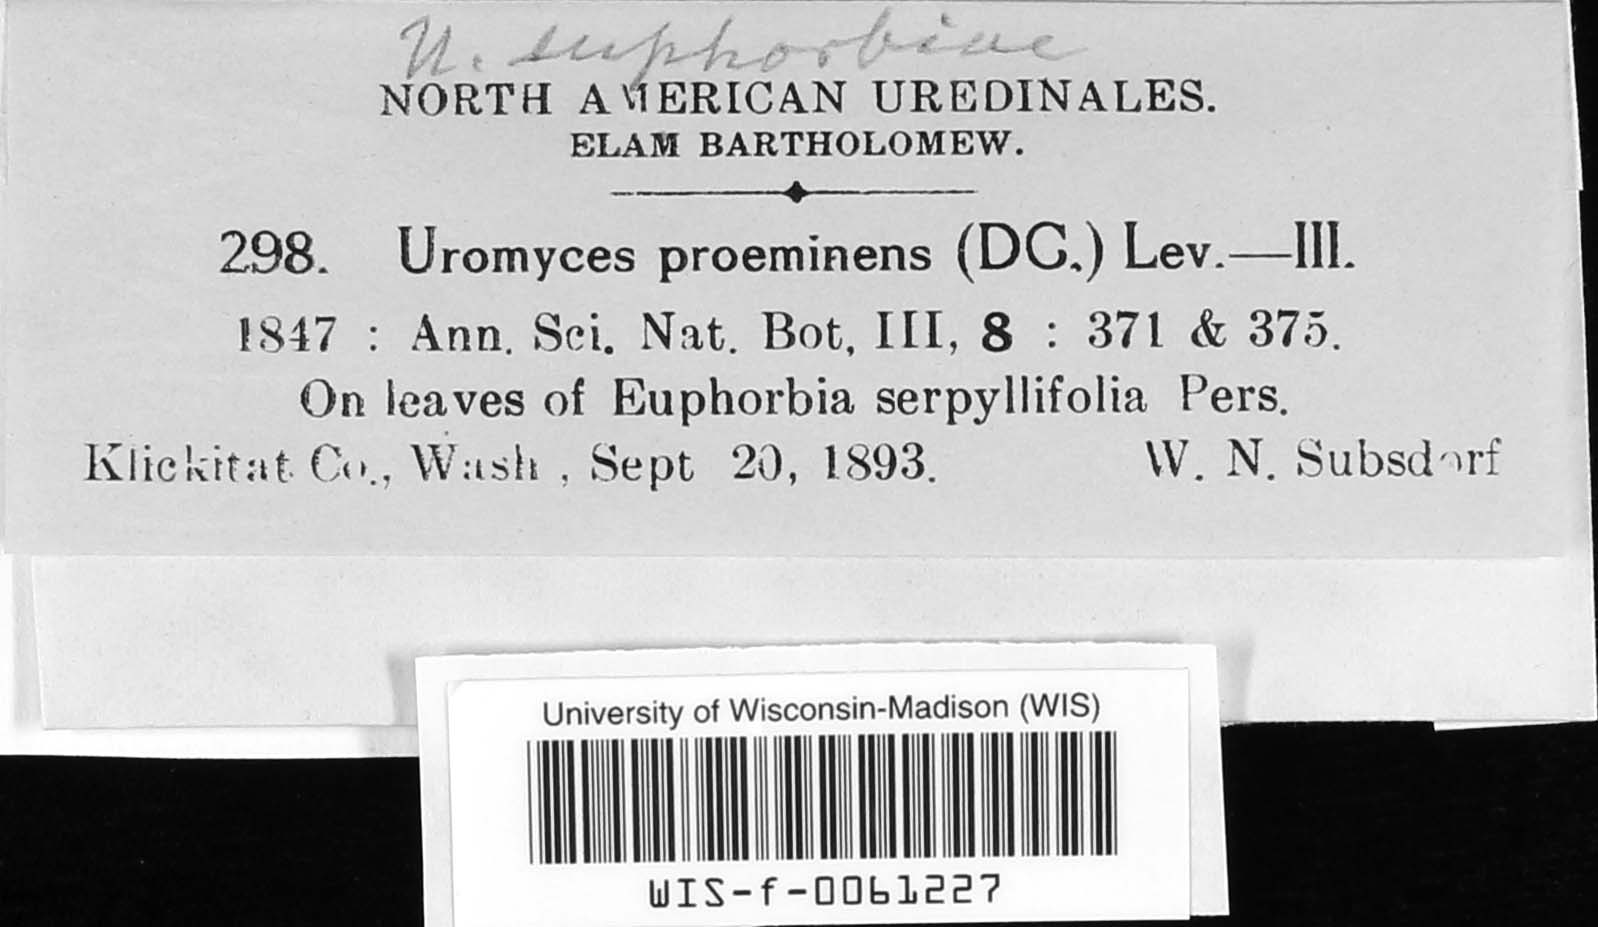 U. euphorbiae
NORTH AMERICAN UREDINALES.
ELAM BARTHOLOMEW.
298. Uromyces proeminens (DC.) Lev.—III.
1847 : Ann. Sci. Nat. Bot, III, 8 : 371 & 375.
On leaves of Euphorbia serpyllifolia Pers.
Klickitat Co., Wash , Sept 20, 1893. W. N. Subsdorf
University of Wisconsin-Madison (WIS)
WIS-f-0061227